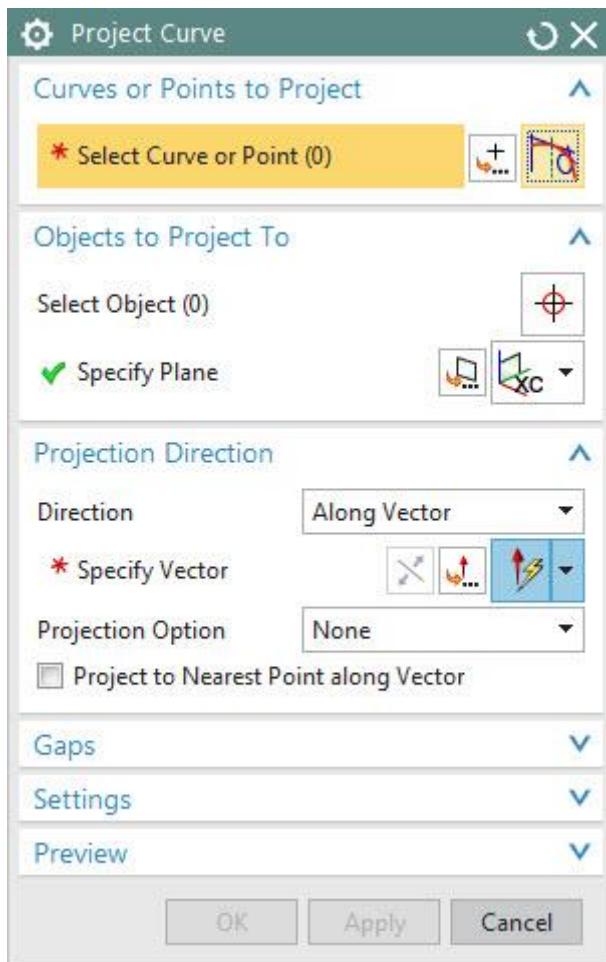 Project Curve
Curves or Points to Project
* Select Curve or Point (0)
Objects to Project To
Select Object (0)
Specify Plane
XC
Projection Direction
Direction Along Vector
* Specify Vector
Projection Option None
Project to Nearest Point along Vector
Gaps
Settings
Preview
OK Apply Cancel